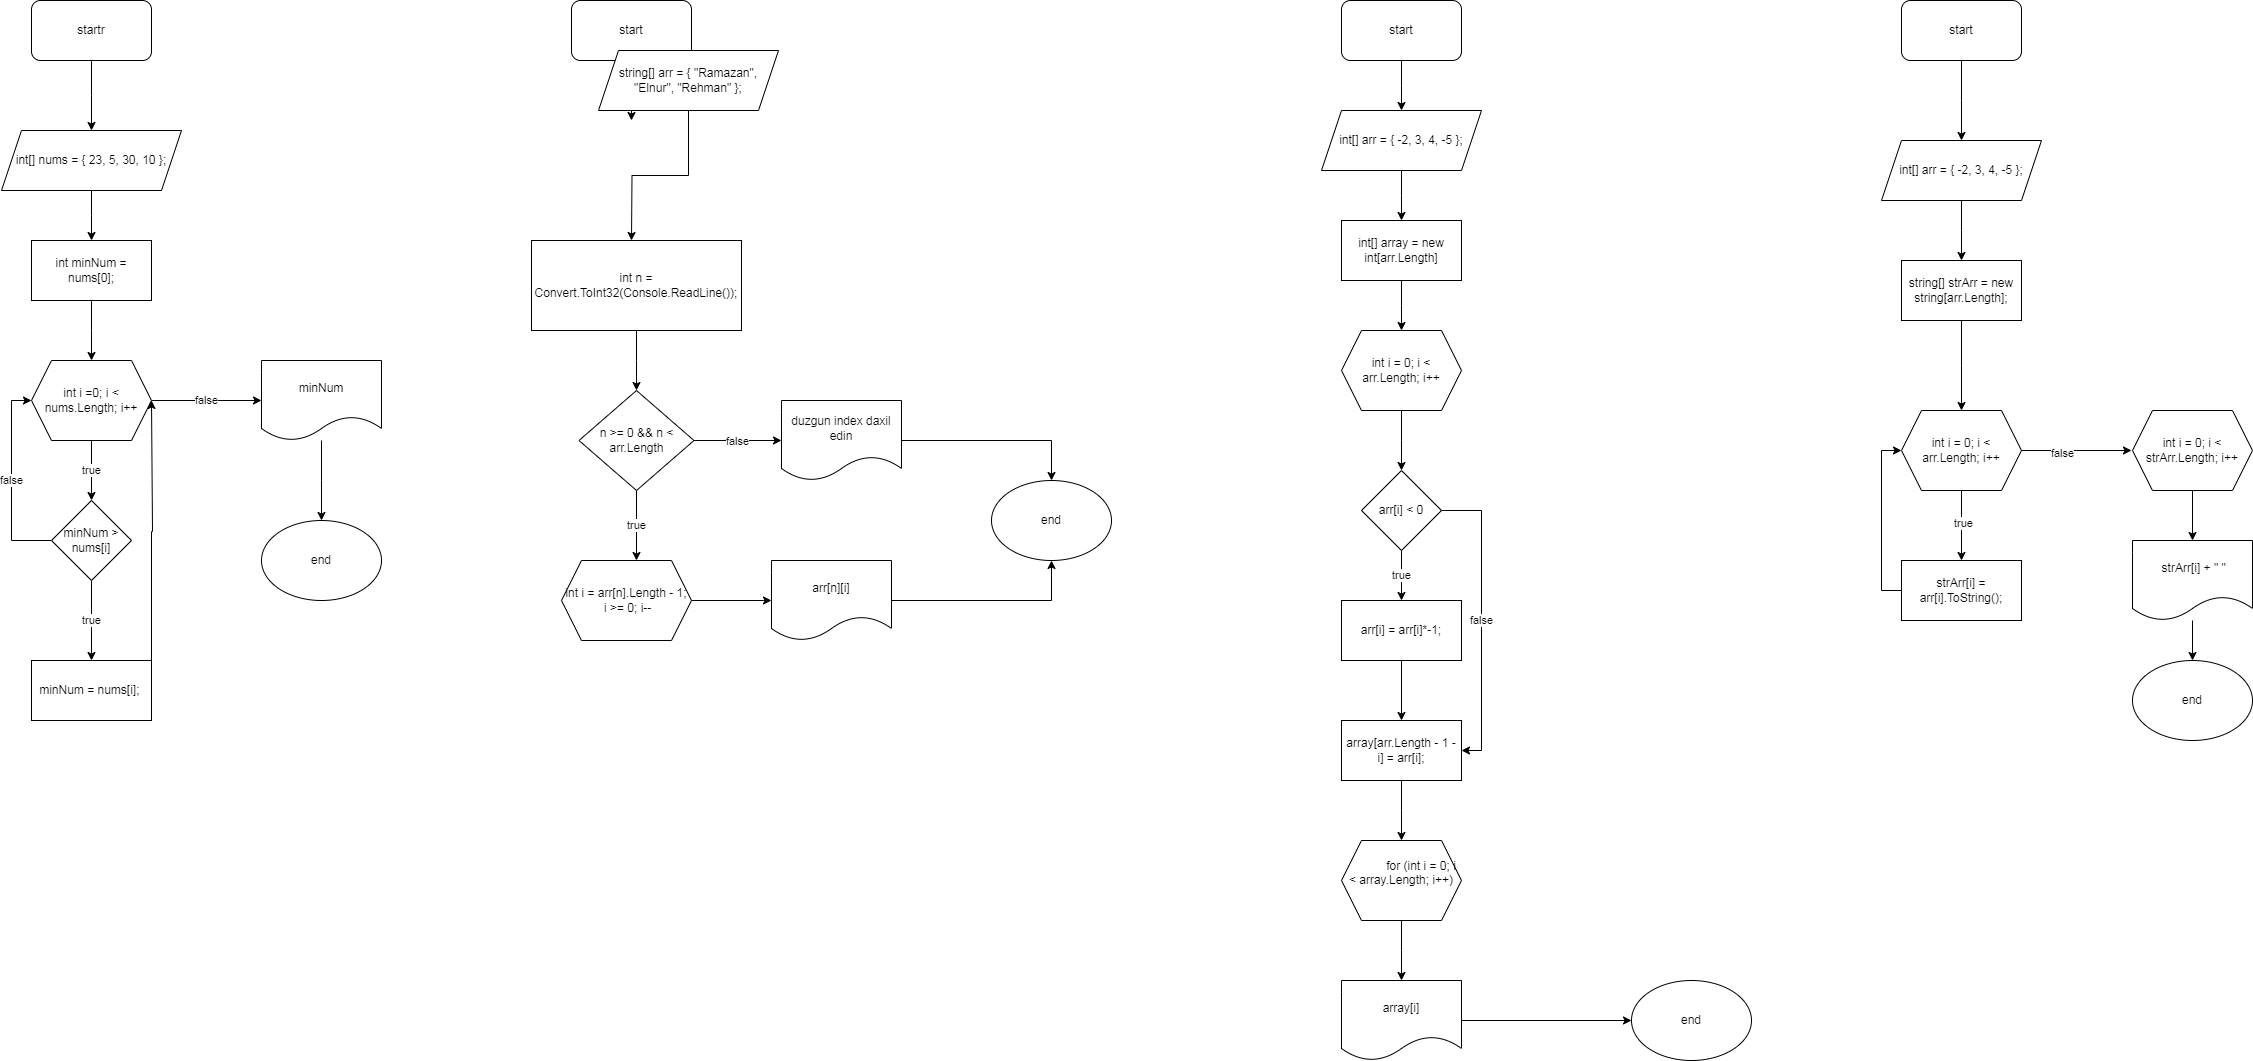 startr
int[] nums = { 23, 5, 30, 10 };
int minNum =
nums[0];
int i =0; i <
nums.Length; i++
false
minNum
true
false
minNum >
nums[i]
end
true
minNum = nums[i];
start
string[] arr = { "Ramazan",
"Elnur", "Rehman" };
int n =
Convert.ToInt32(Console.ReadLine());
n >= 0 && n <
arr.Length
false
duzgun index daxil
edin
end
true
int i = arr[n].Length - 1;
i >= 0; i--
arr[n][i]
start
int[] arr = { -2, 3, 4, -5 };
int[] array = new
int[arr.Length]
int i = 0; i <
arr.Length; i++
arr[i] < 0
true
false
arr[i] = arr[i]*-1;
array[arr.Length - 1 -
i] = arr[i];
for (int i = 0; i
< array.Length; i++)
array[i]
end
start
int[] arr = { -2, 3, 4, -5 };
string[] strArr = new
string[arr.Length];
int i = 0; i <
arr.Length; i++
false
int i = 0; i <
strArr.Length; i++
true
strArr[i] =
arr[i].ToString();
strArr[i] + " "
end